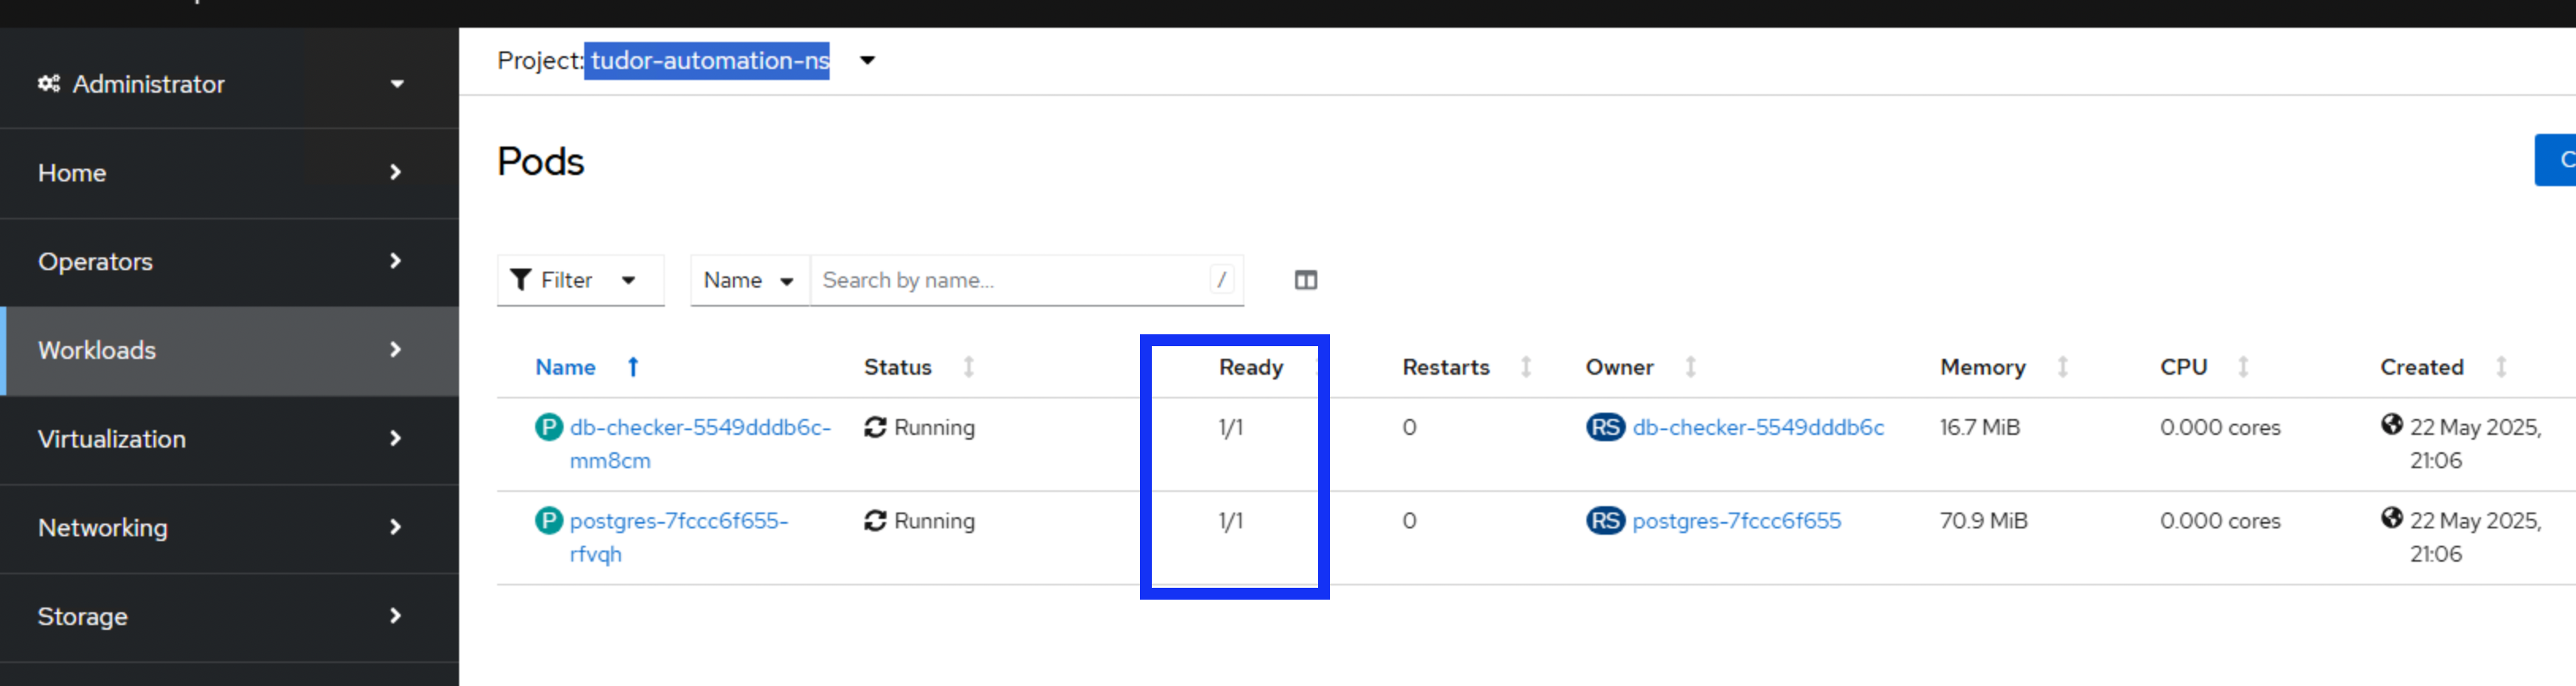 Administrator
Home
Operators
Workloads
Virtualization
Networking
Storage
Project: tudor-automation-ns
Pods
Filter Name Search by name... /
Name Status Ready Restarts Owner Memory CPU Created
P db-checker-5549dddb6c- Running 1/1 0 RS db-checker-5549dddb6c 16.7 MiB 0.000 cores 22 May 2025,
mm8cm 21:06
P postgres-7fccc6f655- Running 1/1 0 RS postgres-7fccc6f655 70.9 MiB 0.000 cores 22 May 2025,
rfvqh 21:06